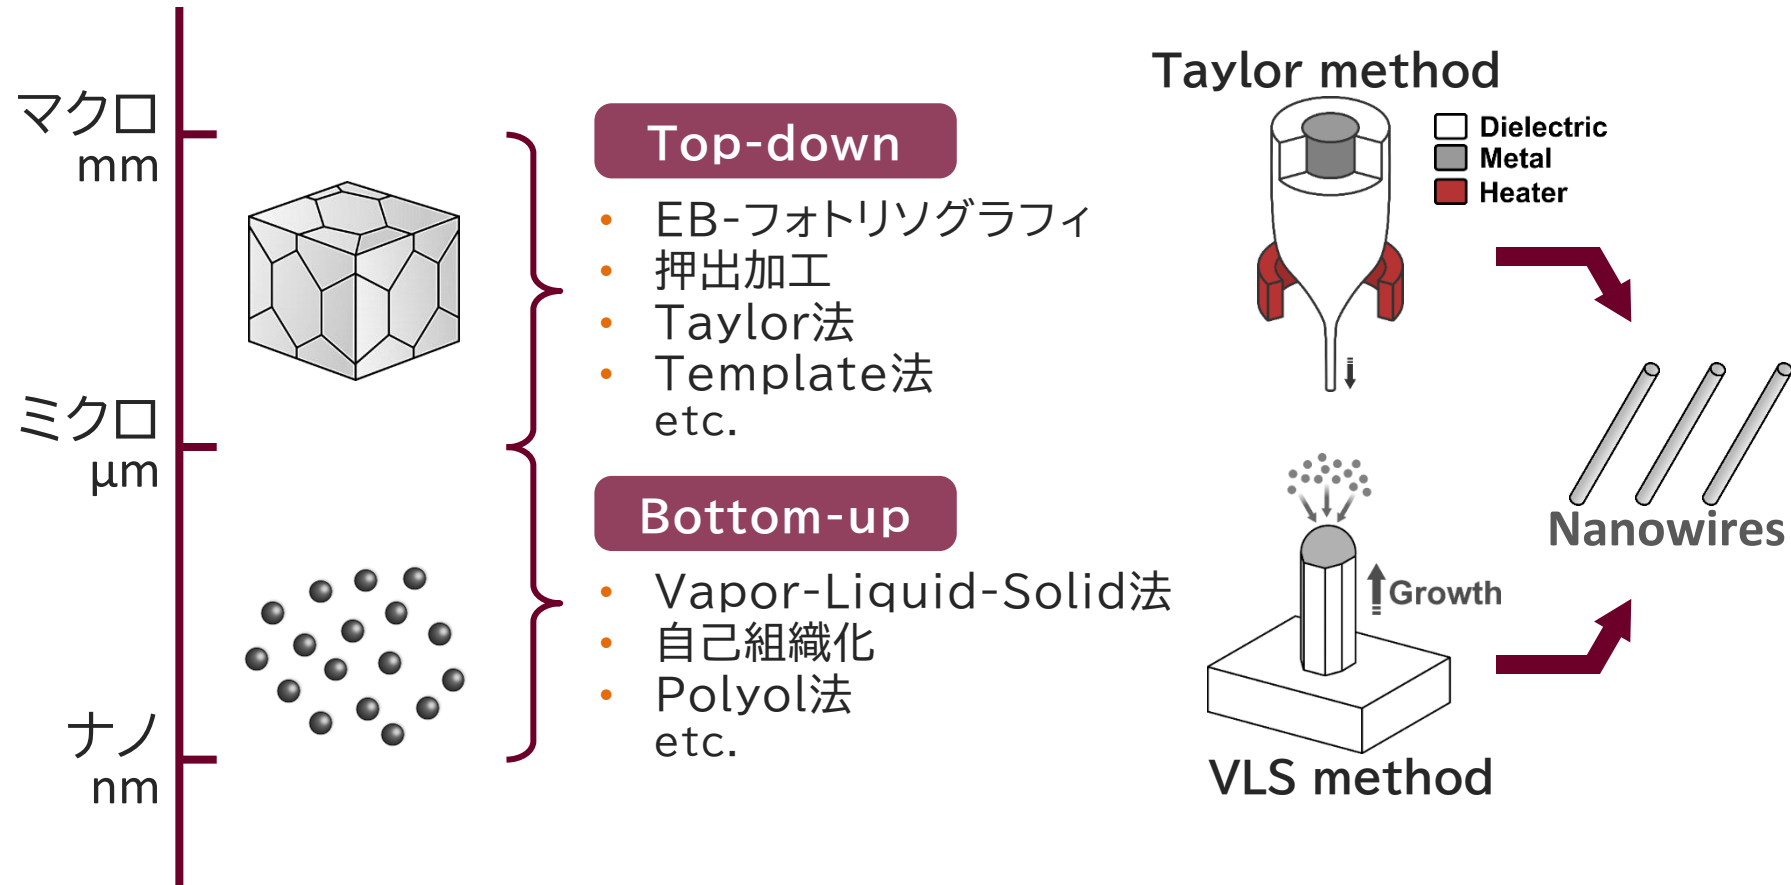 マクロ
mm
ミクロ
μm
ナノ
nm
Top-down
• EB-フォトリソグラフィ
• 押出加工
• Taylor法
• Template法
etc.
Bottom-up
• Vapor-Liquid-Solid法
• 自己組織化
• Polyol法
etc.
Taylor method
Dielectric
Metal
Heater
Growth
VLS method
Nanowires